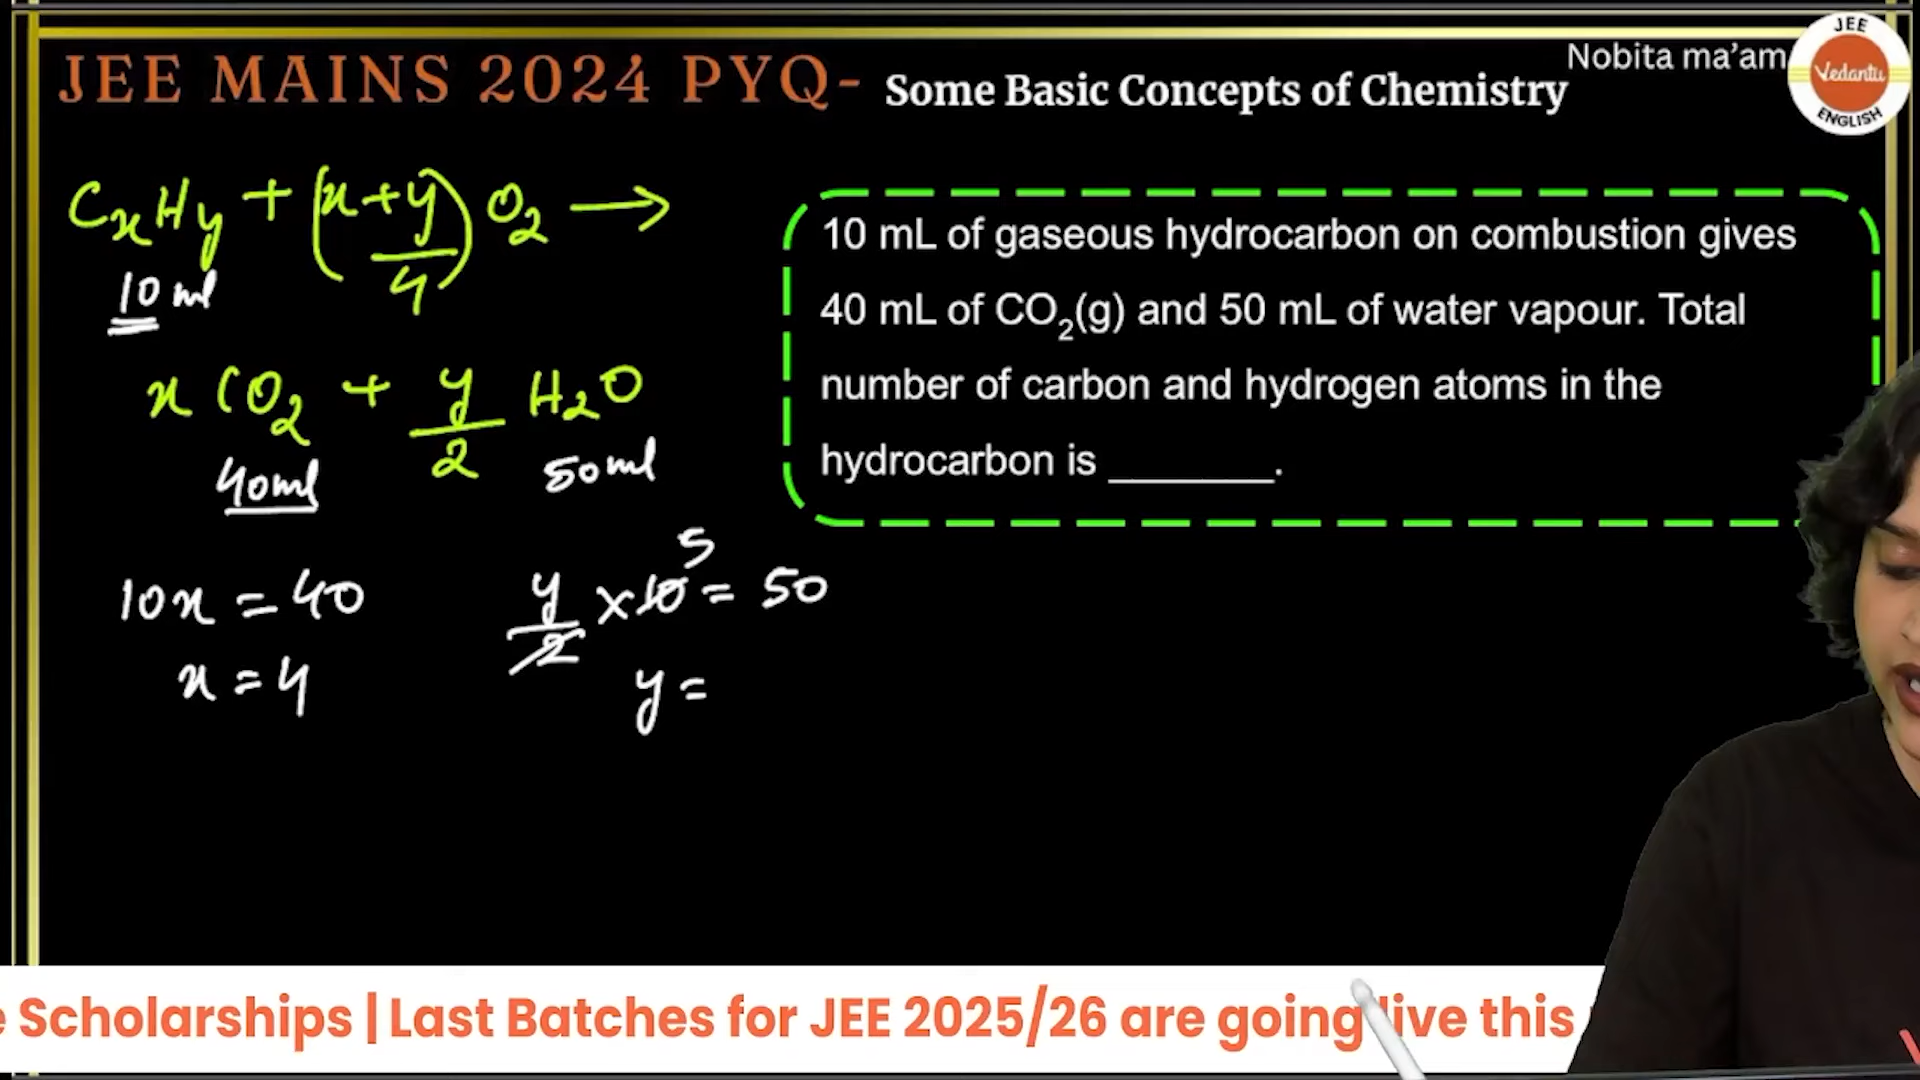 JEE MAINS 2024 PYQ- Some Basic Concepts of Chemistry
Nobita ma'am
JEE
Vedantu
ENGLISH
CxHy + (x+y/4) O2 →
10 ml
x CO2 + y/2 H2O
40ml 50ml
10x = 40
x = 4
5
y/2 × 10 = 50
y =
10 mL of gaseous hydrocarbon on combustion gives
40 mL of CO2(g) and 50 mL of water vapour. Total
number of carbon and hydrogen atoms in the
hydrocarbon is ________.
Scholarships | Last Batches for JEE 2025/26 are going live this